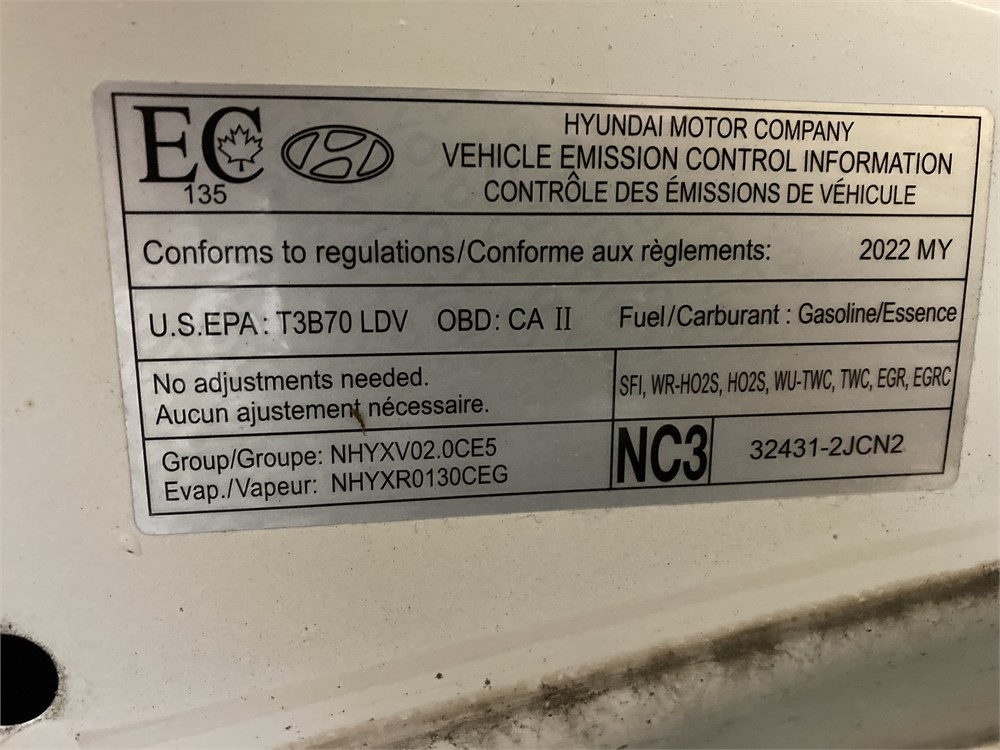 EC
135
HYUNDAI MOTOR COMPANY
VEHICLE EMISSION CONTROL INFORMATION
CONTRÔLE DES ÉMISSIONS DE VÉHICULE
Conforms to regulations/Conforme aux règlements: 2022 MY
U.S.EPA: T3B70 LDV OBD: CA II Fuel/Carburant : Gasoline/Essence
No adjustments needed.
Aucun ajustement nécessaire.
SFI, WR-HO2S, HO2S, WU-TWC, TWC, EGR, EGRC
Group/Groupe: NHYXV02.0CE5
Evap./Vapeur: NHYXR0130CEG
NC3
32431-2JCN2